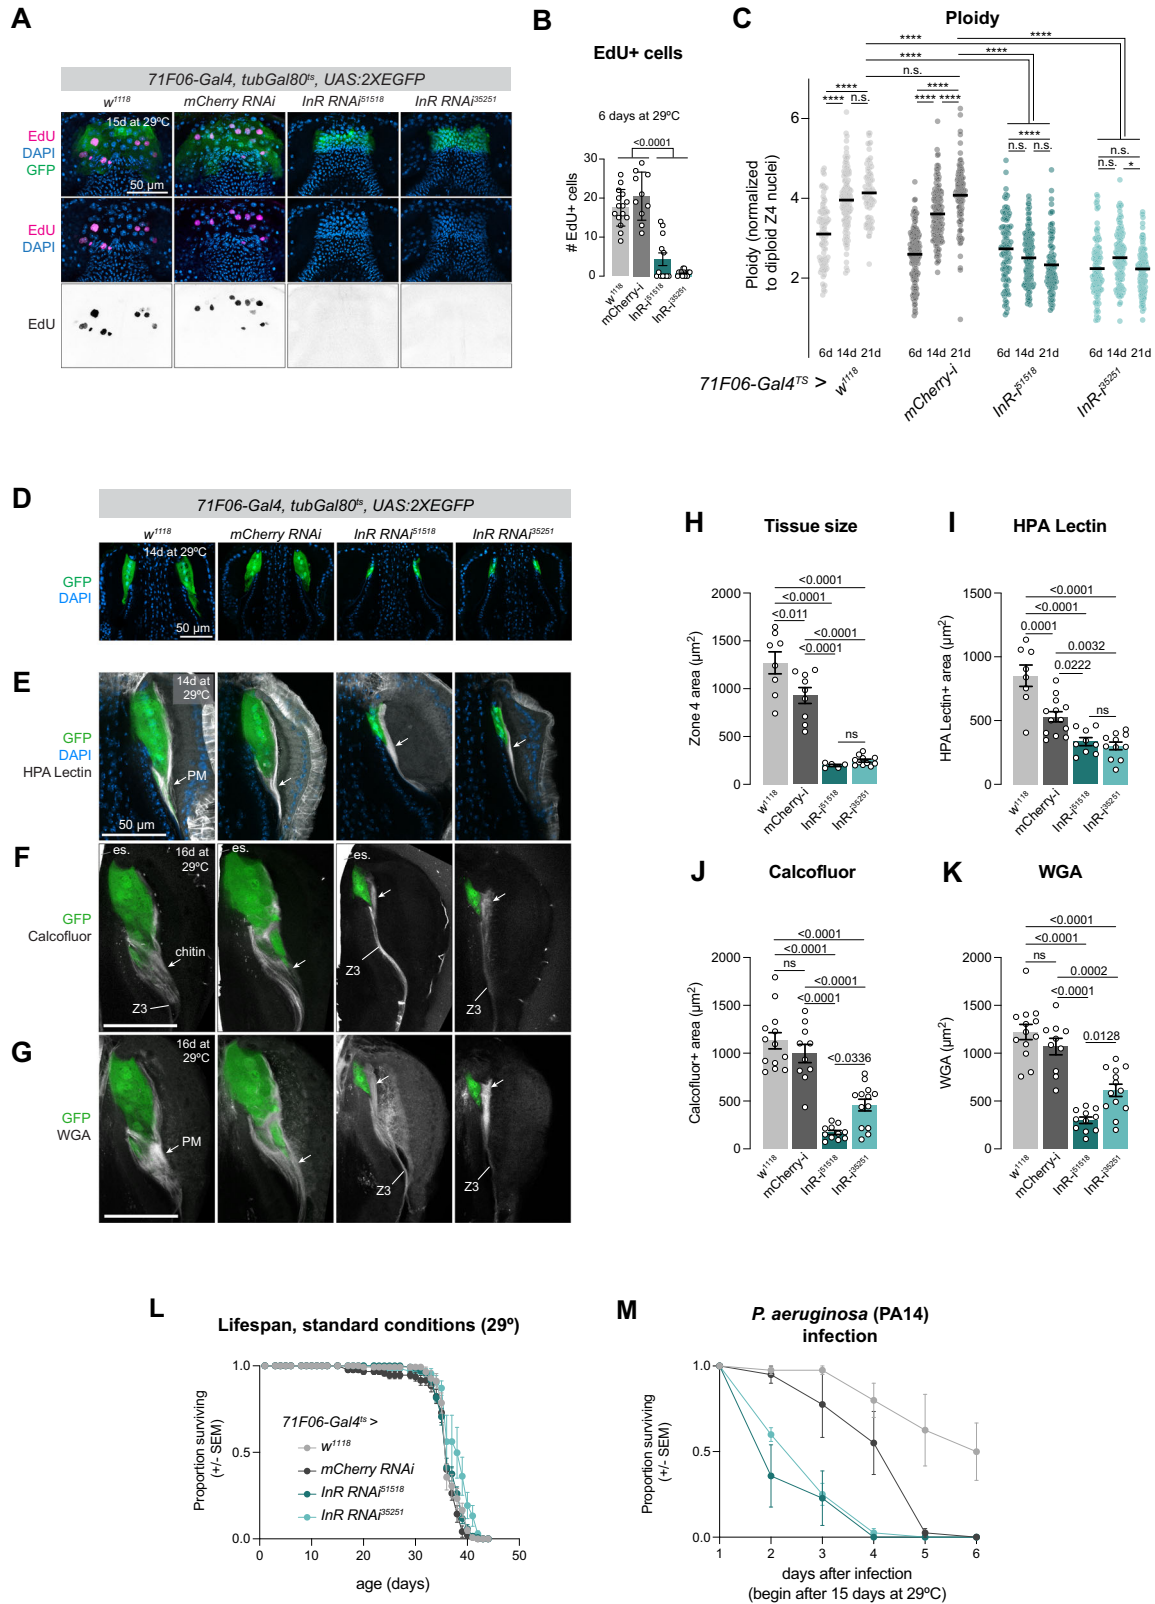 A
71F06-Gal4, tubGal80ts, UAS:2XEGFP
w1118 mCherry RNAi InR RNAi51518 InR RNAi35251
15d at 29ºC
EdU
DAPI
GFP
50 µm
EdU
DAPI
EdU
B
EdU+ cells
6 days at 29ºC
<0.0001
# EdU+ cells
30
20
10
0
w1118
mCherry-i
InR-i51518
InR-i35251
C
Ploidy
**** ****
**** ****
n.s.
**** **** **** n.s.
**** n.s. **** **** n.s. n.s. n.s. *
Ploidy (normalized
to diploid Z4 nuclei)
6
4
2
6d 14d 21d 6d 14d 21d 6d 14d 21d 6d 14d 21d
71F06-Gal4TS > w1118 mCherry-i InR-i51518 InR-i35251
D
71F06-Gal4, tubGal80ts, UAS:2XEGFP
w1118 mCherry RNAi InR RNAi51518 InR RNAi35251
14d at 29ºC
GFP
DAPI
50 µm
E
14d at
29ºC
GFP
DAPI
HPA Lectin
PM
50 µm
F
es. 16d at
29ºC
es. es.
GFP
Calcofluor
chitin
Z3 Z3 Z3
G
16d at
29ºC
GFP
WGA
PM
Z3 Z3
H
Tissue size
<0.0001
<0.0001
<0.011
<0.0001
<0.0001
ns
Zone 4 area (µm2)
2000
1500
1000
500
0
w1118
mCherry-i
InR-i51518
InR-i35251
I
HPA Lectin
<0.0001
<0.0001
0.0001
0.0032
0.0222
ns
HPA Lectin+ area (µm2)
1500
1000
500
0
w1118
mCherry-i
InR-i51518
InR-i35251
J
Calcofluor
<0.0001
<0.0001
ns
<0.0001
<0.0001
<0.0336
Calcofluor+ area (µm2)
2000
1500
1000
500
0
w1118
mCherry-i
InR-i51518
InR-i35251
K
WGA
<0.0001
<0.0001
ns
0.0002
<0.0001
0.0128
WGA (µm2)
2000
1500
1000
500
0
w1118
mCherry-i
InR-i51518
InR-i35251
L
Lifespan, standard conditions (29º)
Proportion surviving
(+/- SEM)
1.0
0.5
0.0
71F06-Gal4ts >
w1118
mCherry RNAi
InR RNAi51518
InR RNAi35251
0 10 20 30 40 50
age (days)
M
P. aeruginosa (PA14)
infection
Proportion surviving
(+/- SEM)
1.0
0.5
0.0
1 2 3 4 5 6
days after infection
(begin after 15 days at 29ºC)